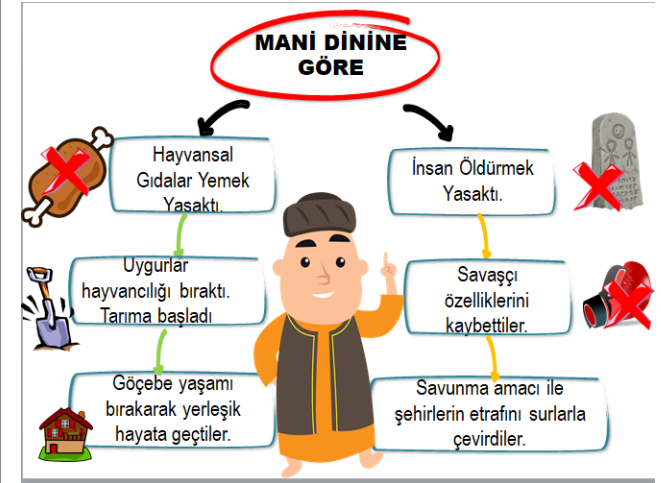 MANİ DİNİNE
GÖRE
Hayvansal
Gıdalar Yemek
Yasaktı.
Uygurlar
hayvancılığı bıraktı.
Tarıma başladı
Göçebe yaşamı
bırakarak yerleşik
hayata geçtiler.
İnsan Öldürmek
Yasaktı.
Savaşçı
özelliklerini
kaybettiler.
Savunma amacı ile
şehirlerin etrafını surlarla
çevirdiler.